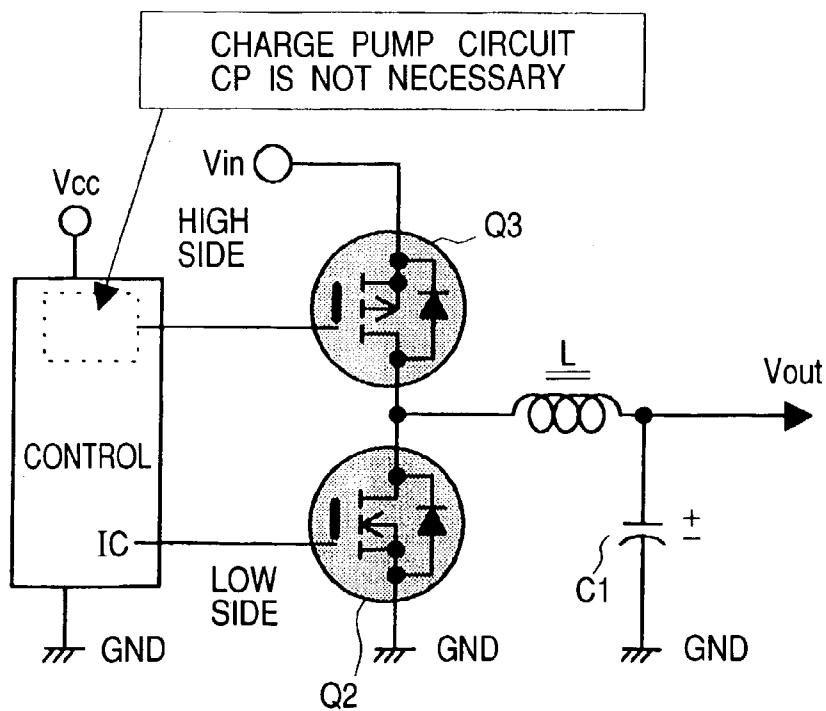 CHARGE PUMP CIRCUIT
CP IS NOT NECESSARY
Vin
Vcc
HIGH
SIDE
Q3
L
Vout
CONTROL
IC
LOW
SIDE
C1
+
−
GND
GND
GND
Q2